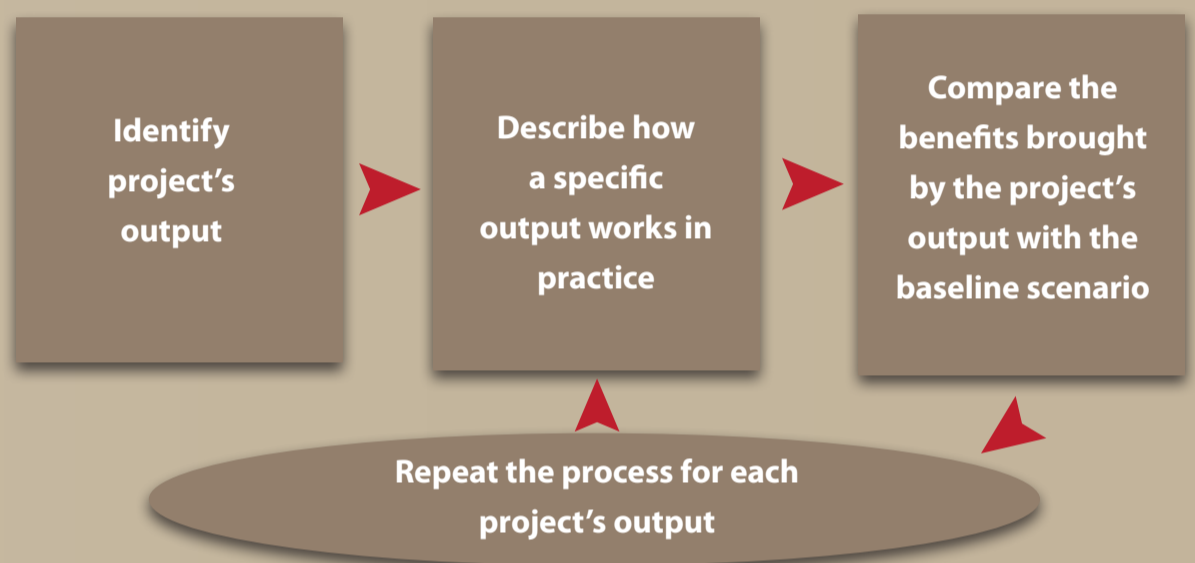 Identify
project’s
output
Describe how
a specific
output works in
practice
Compare the
benefits brought
by the project’s
output with the
baseline scenario
Repeat the process for each
project’s output